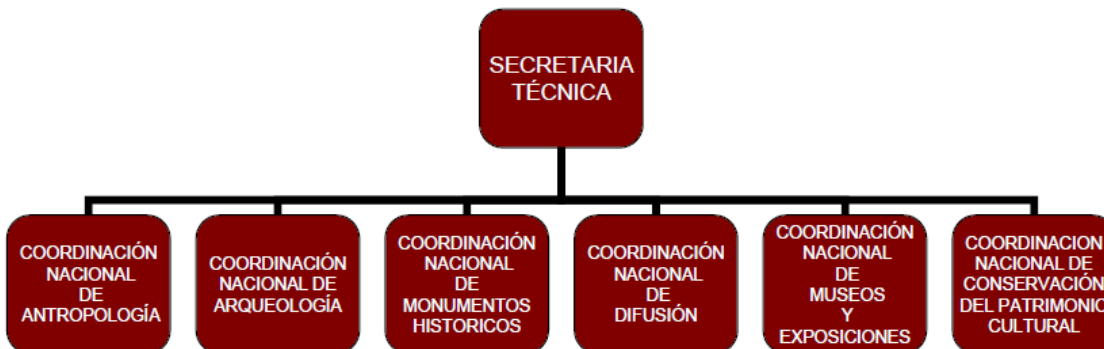 SECRETARIA
TÉCNICA
COORDINACIÓN
NACIONAL
DE
ANTROPOLOGÍA
COORDINACIÓN
NACIONAL DE
ARQUEOLOGÍA
COORDINACIÓN
NACIONAL
DE
MONUMENTOS
HISTORICOS
COORDINACIÓN
NACIONAL
DE
DIFUSIÓN
COORDINACIÓN
NACIONAL
DE
MUSEOS
Y
EXPOSICIONES
COORDINACION
NACIONAL DE
CONSERVACIÓN
DEL PATRIMONIO
CULTURAL